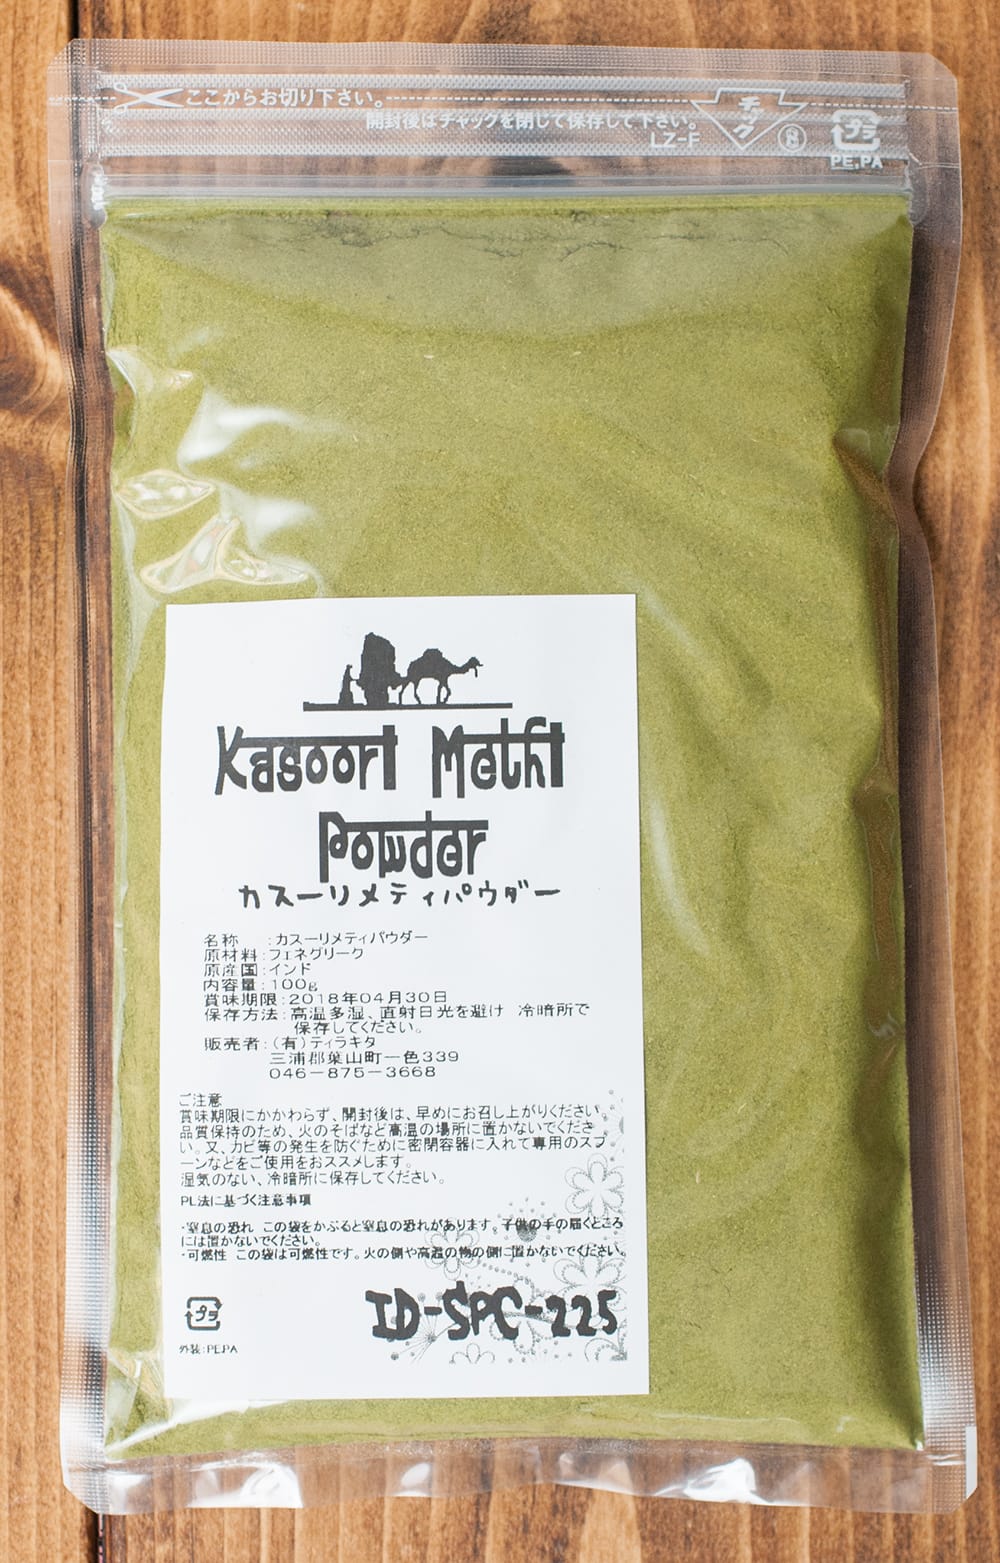 ここからお切り下さい。
開封後はチャックを閉じて保存して下さい。
チャック
LZ-F
8
プラ
PE,PA
Kasoori Methi
Powder
カスーリメティパウダー
名称 :カスーリメティパウダー
原材料:フェネグリーク
原産国:インド
内容量:100g
賞味期限:2018年04月30日
保存方法:高温多湿、直射日光を避け 冷暗所で
保存してください。
販売者:(有)ティラキタ
三浦郡葉山町一色339
046-875-3668
ご注意
賞味期限にかかわらず、開封後は、早めにお召し上がりください。
品質保持のため、火のそばなど高温の場所に置かないでくださ
い。又、カビ等の発生を防ぐために密閉容器に入れて専用のスプ
ーンなどをご使用をおススメします。
湿気のない、冷暗所に保存してください。
PL法に基づく注意事項
・窒息の恐れ この袋をかぶると窒息の恐れがあります。子供の手の届くところ
には置かないでください。
・可燃性 この袋は可燃性です。火の側や高温の物の側に置かないでください。
プラ
外装:PE,PA
ID-SPC-225